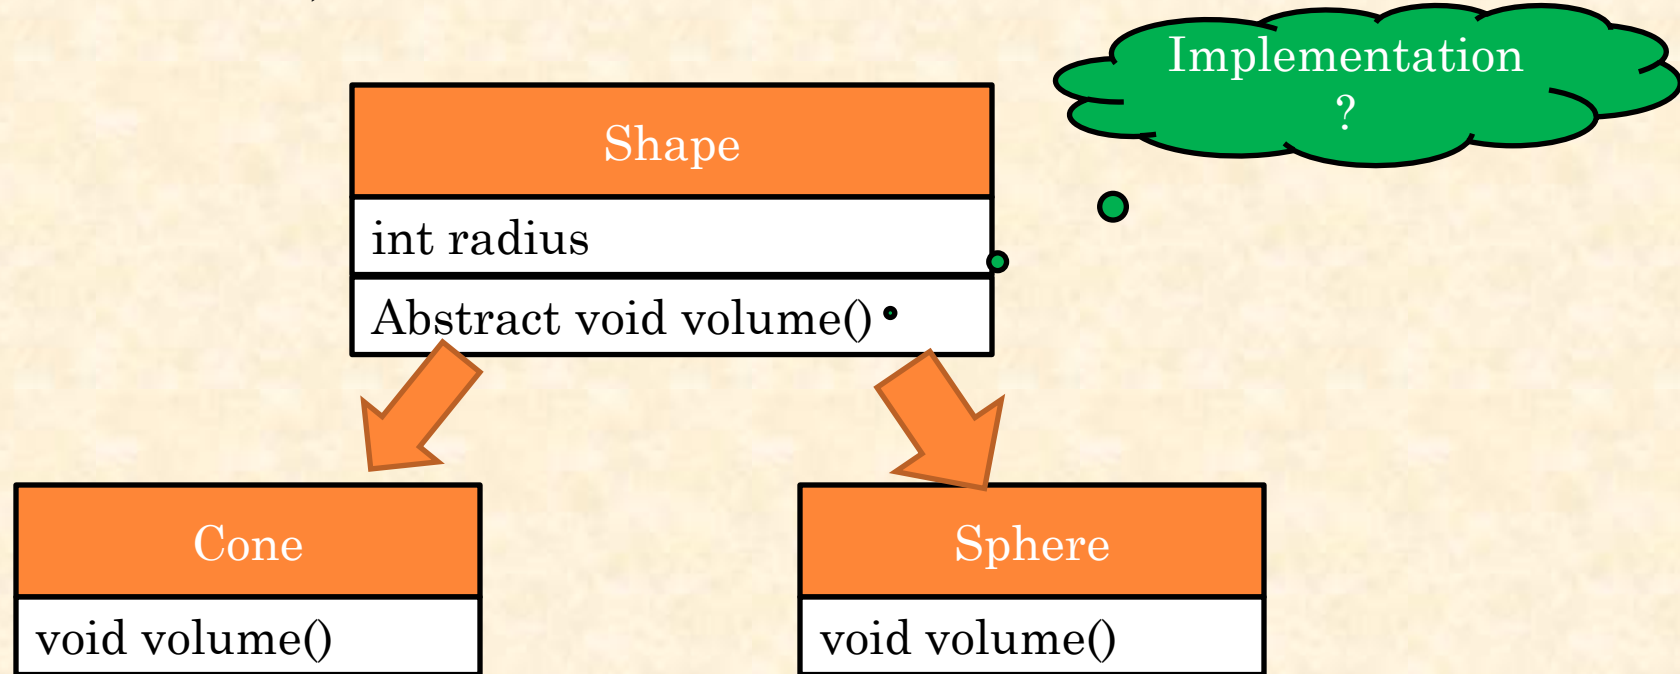 Implementation
?
Shape
int radius
Abstract void volume()
Cone
void volume()
Sphere
void volume()